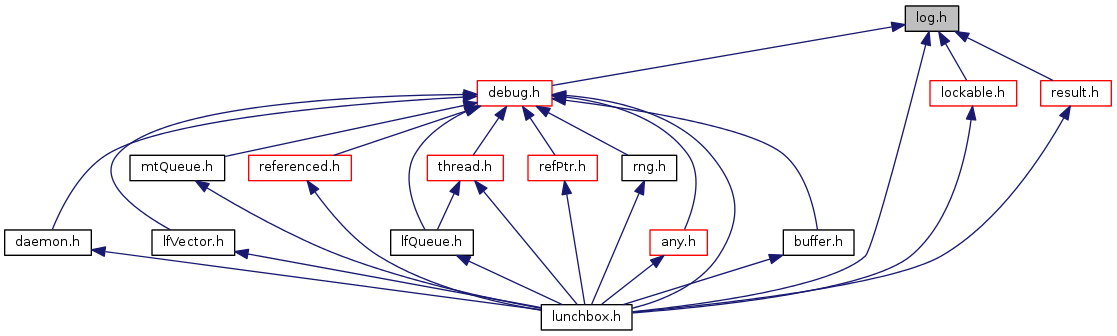 log.h
debug.h
lockable.h
result.h
mtQueue.h
referenced.h
thread.h
refPtr.h
rng.h
daemon.h
lfVector.h
lfQueue.h
any.h
buffer.h
lunchbox.h